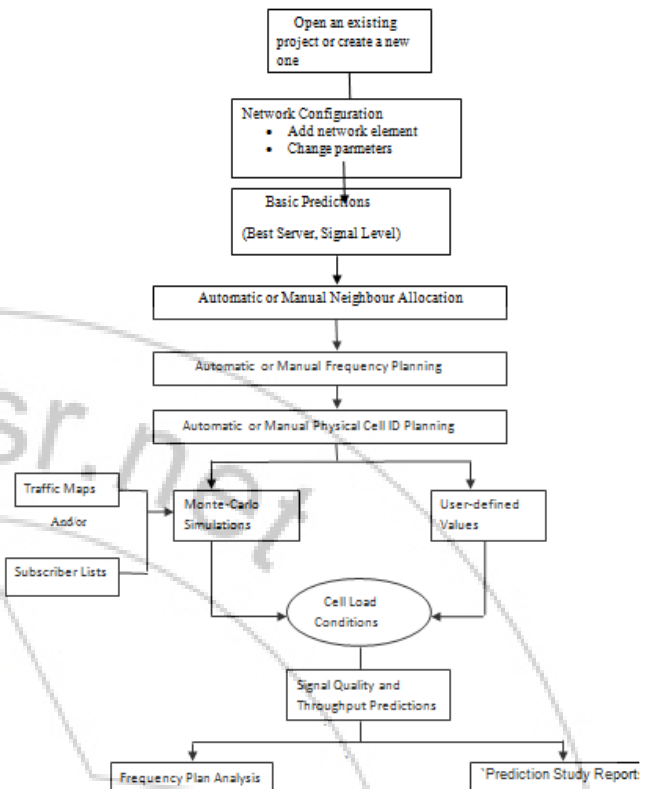 Open an existing
project or create a new
one
Network Configuration
• Add network element
• Change parmeters
Basic Predictions
(Best Server, Signal Level)
Automatic or Manual Neighbour Allocation
Automatic or Manual Frequency Planning
Automatic or Manual Physical Cell ID Planning
Traffic Maps
And/or
Subscriber Lists
Monte-Carlo
Simulations
User-defined
Values
Cell Load
Conditions
Signal Quality and
Throughput Predictions
Frequency Plan Analysis
`Prediction Study Reports
sr.net